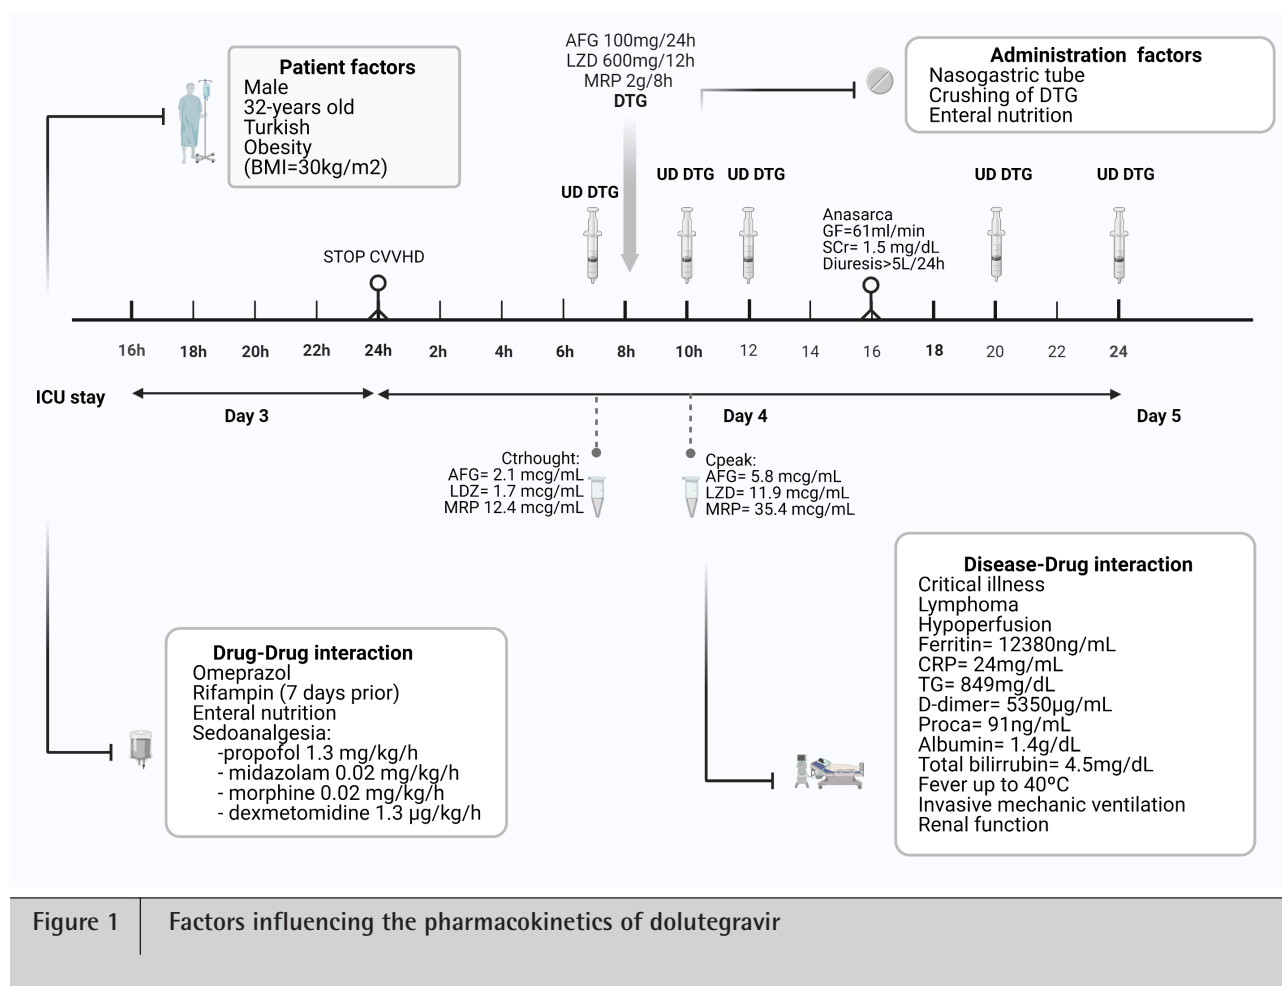 Patient factors
Male
32-years old
Turkish
Obesity
(BMI=30kg/m2)
AFG 100mg/24h
LZD 600mg/12h
MRP 2g/8h
DTG
Administration factors
Nasogastric tube
Crushing of DTG
Enteral nutrition
UD DTG
UD DTG
UD DTG
UD DTG
UD DTG
STOP CVVHD
Anasarca
GF=61ml/min
SCr= 1.5 mg/dL
Diuresis>5L/24h
16h 18h 20h 22h 24h 2h 4h 6h 8h 10h 12 14 16 18 20 22 24
ICU stay
Day 3
Day 4
Day 5
Ctrhought:
AFG= 2.1 mcg/mL
LDZ= 1.7 mcg/mL
MRP 12.4 mcg/mL
Cpeak:
AFG= 5.8 mcg/mL
LZD= 11.9 mcg/mL
MRP= 35.4 mcg/mL
Drug-Drug interaction
Omeprazol
Rifampin (7 days prior)
Enteral nutrition
Sedoanalgesia:
-propofol 1.3 mg/kg/h
- midazolam 0.02 mg/kg/h
- morphine 0.02 mg/kg/h
- dexmetomidine 1.3 µg/kg/h
Disease-Drug interaction
Critical illness
Lymphoma
Hypoperfusion
Ferritin= 12380ng/mL
CRP= 24mg/mL
TG= 849mg/dL
D-dimer= 5350µg/mL
Proca= 91ng/mL
Albumin= 1.4g/dL
Total bilirrubin= 4.5mg/dL
Fever up to 40ºC
Invasive mechanic ventilation
Renal function
Figure 1
Factors influencing the pharmacokinetics of dolutegravir